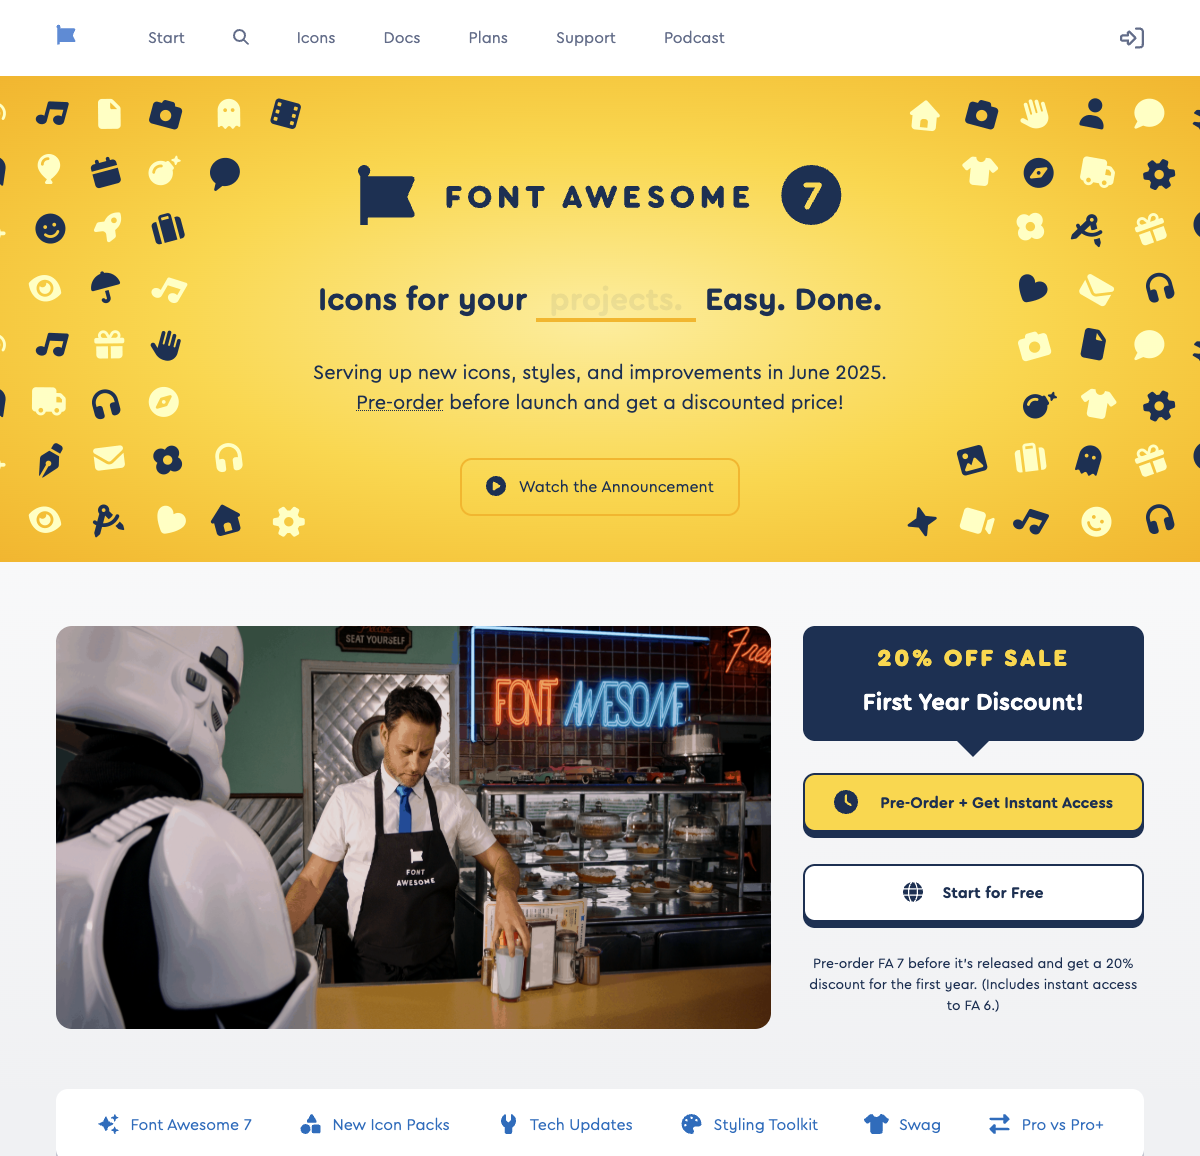 Start
Icons
Docs
Plans
Support
Podcast
FONT AWESOME 7
Icons for your projects. Easy. Done.
Serving up new icons, styles, and improvements in June 2025.
Pre-order before launch and get a discounted price!
Watch the Announcement
SEAT YOURSELF
Fres
FONT AWESOME
FONT
AWESOME
20% OFF SALE
First Year Discount!
Pre-Order + Get Instant Access
Start for Free
Pre-order FA 7 before it's released and get a 20%
discount for the first year. (Includes instant access
to FA 6.)
Font Awesome 7
New Icon Packs
Tech Updates
Styling Toolkit
Swag
Pro vs Pro+